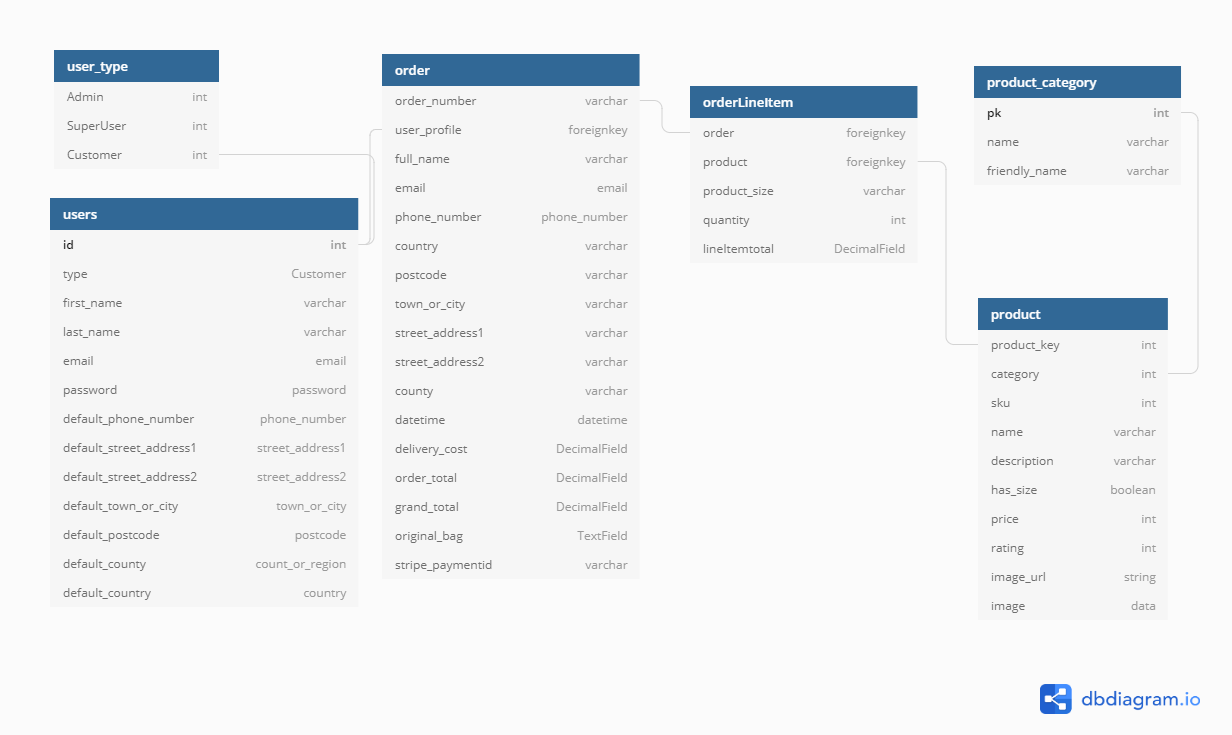 user_type
Admin int
SuperUser int
Customer int
users
id int
type Customer
first_name varchar
last_name varchar
email email
password password
default_phone_number phone_number
default_street_address1 street_address1
default_street_address2 street_address2
default_town_or_city town_or_city
default_postcode postcode
default_county count_or_region
default_country country
order
order_number varchar
user_profile foreignkey
full_name varchar
email email
phone_number phone_number
country varchar
postcode varchar
town_or_city varchar
street_address1 varchar
street_address2 varchar
county varchar
datetime datetime
delivery_cost DecimalField
order_total DecimalField
grand_total DecimalField
original_bag TextField
stripe_paymentid varchar
orderLineItem
order foreignkey
product foreignkey
product_size varchar
quantity int
lineItemtotal DecimalField
product_category
pk int
name varchar
friendly_name varchar
product
product_key int
category int
sku int
name varchar
description varchar
has_size boolean
price int
rating int
image_url string
image data
dbdiagram.io